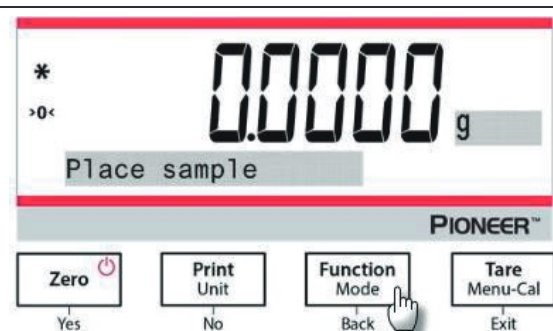 *
0.0000 g
>0<
Place sample
PIONEER™
Zero Print Function Tare
Unit Mode Menu-Cal
Yes No Back Exit